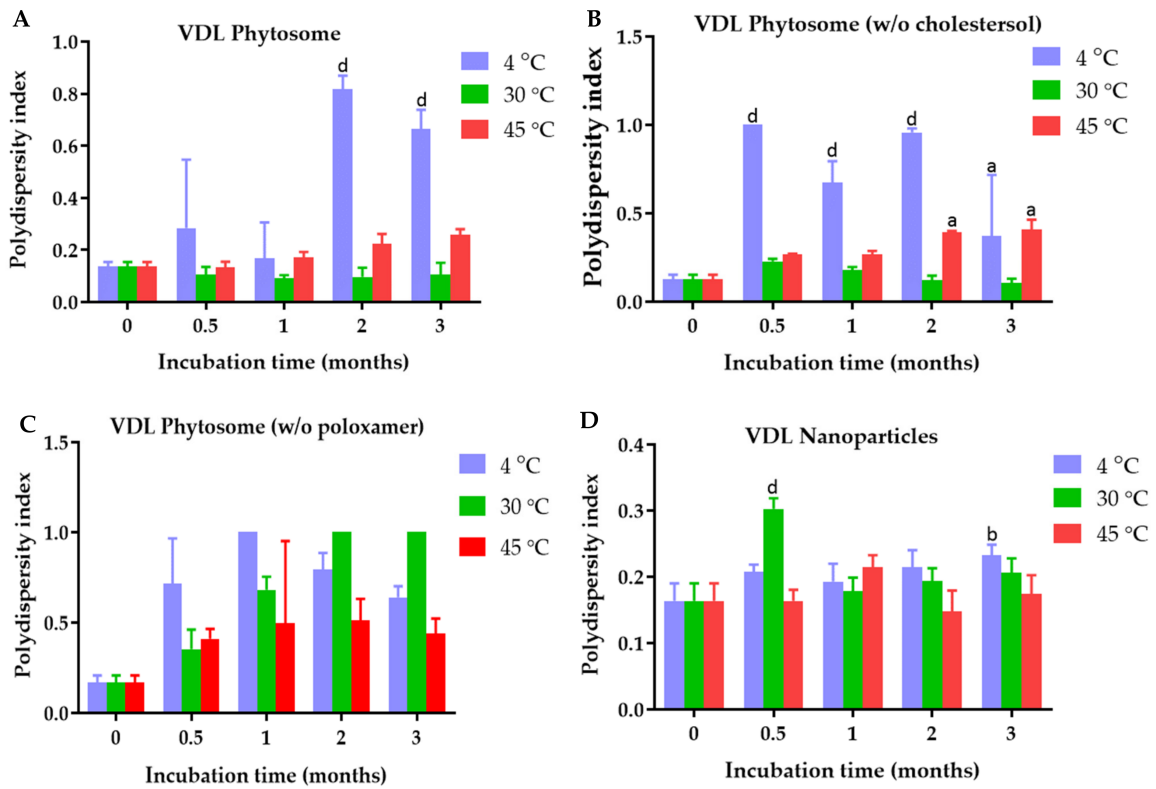 A
VDL Phytosome
Polydispersity index
1.0
0.8
0.6
0.4
0.2
0.0
d
d
4 °C
30 °C
45 °C
0 0.5 1 2 3
Incubation time (months)
B
VDL Phytosome (w/o cholestersol)
Polydispersity index
1.5
1.0
0.5
0.0
d
d
d
a
a
a
4 °C
30 °C
45 °C
0 0.5 1 2 3
Incubation time (months)
C
VDL Phytosome (w/o poloxamer)
Polydispersity index
1.5
1.0
0.5
0.0
4 °C
30 °C
45 °C
0 0.5 1 2 3
Incubation time (months)
D
VDL Nanoparticles
Polydispersity index
0.4
0.3
0.2
0.1
0.0
d
b
4 °C
30 °C
45 °C
0 0.5 1 2 3
Incubation time (months)